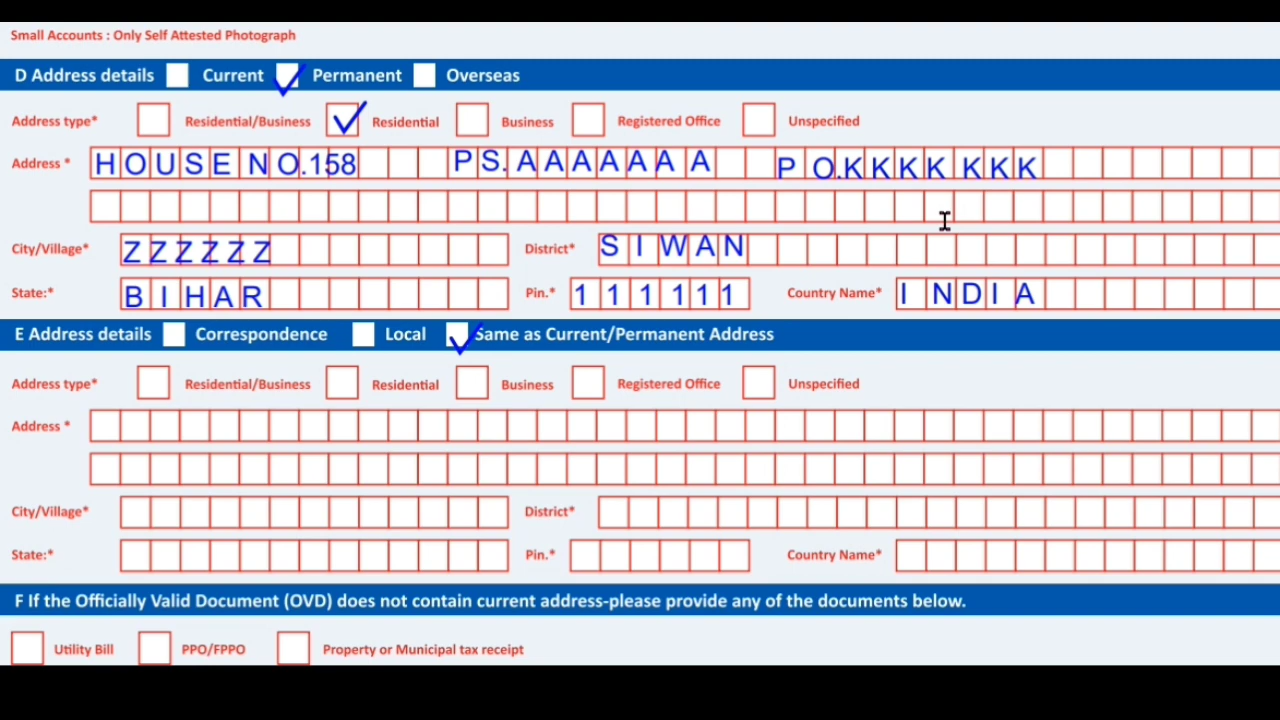 Small Accounts : Only Self Attested Photograph
D Address details Current Permanent Overseas
Address type* Residential/Business Residential Business Registered Office Unspecified
Address * HOUSE NO.158 PS.AAAAAAA PO.KKKKKKK
City/Village* ZZZZZZ District* SIWAN
State:* BIHAR Pin.* 111111 Country Name* INDIA
E Address details Correspondence Local Same as Current/Permanent Address
Address type* Residential/Business Residential Business Registered Office Unspecified
Address *
City/Village* District*
State:* Pin.* Country Name*
F If the Officially Valid Document (OVD) does not contain current address-please provide any of the documents below.
Utility Bill PPO/FPPO Property or Municipal tax receipt